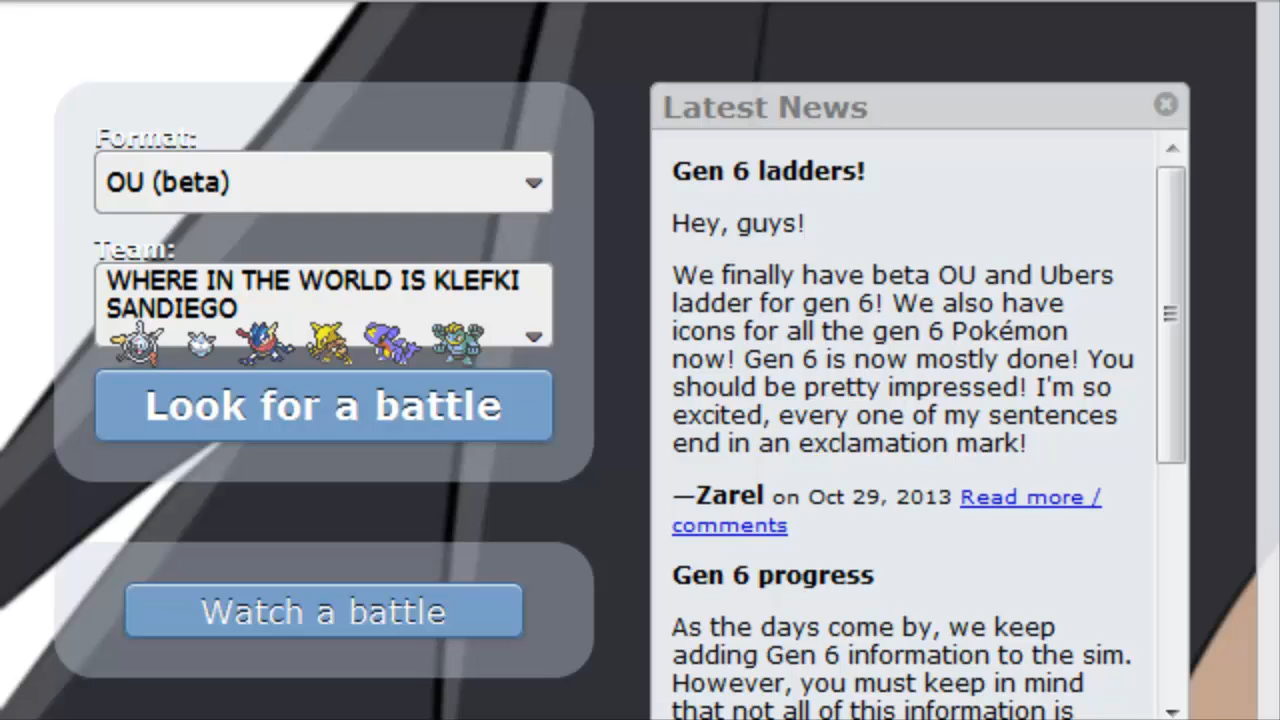 Format:
OU (beta)
Team:
WHERE IN THE WORLD IS KLEFKI
SANDIEGO
Look for a battle
Watch a battle
Latest News
Gen 6 ladders!
Hey, guys!
We finally have beta OU and Ubers
ladder for gen 6! We also have
icons for all the gen 6 Pokémon
now! Gen 6 is now mostly done! You
should be pretty impressed! I'm so
excited, every one of my sentences
end in an exclamation mark!
—Zarel on Oct 29, 2013 Read more /
comments
Gen 6 progress
As the days come by, we keep
adding Gen 6 information to the sim.
However, you must keep in mind
that not all of this information is